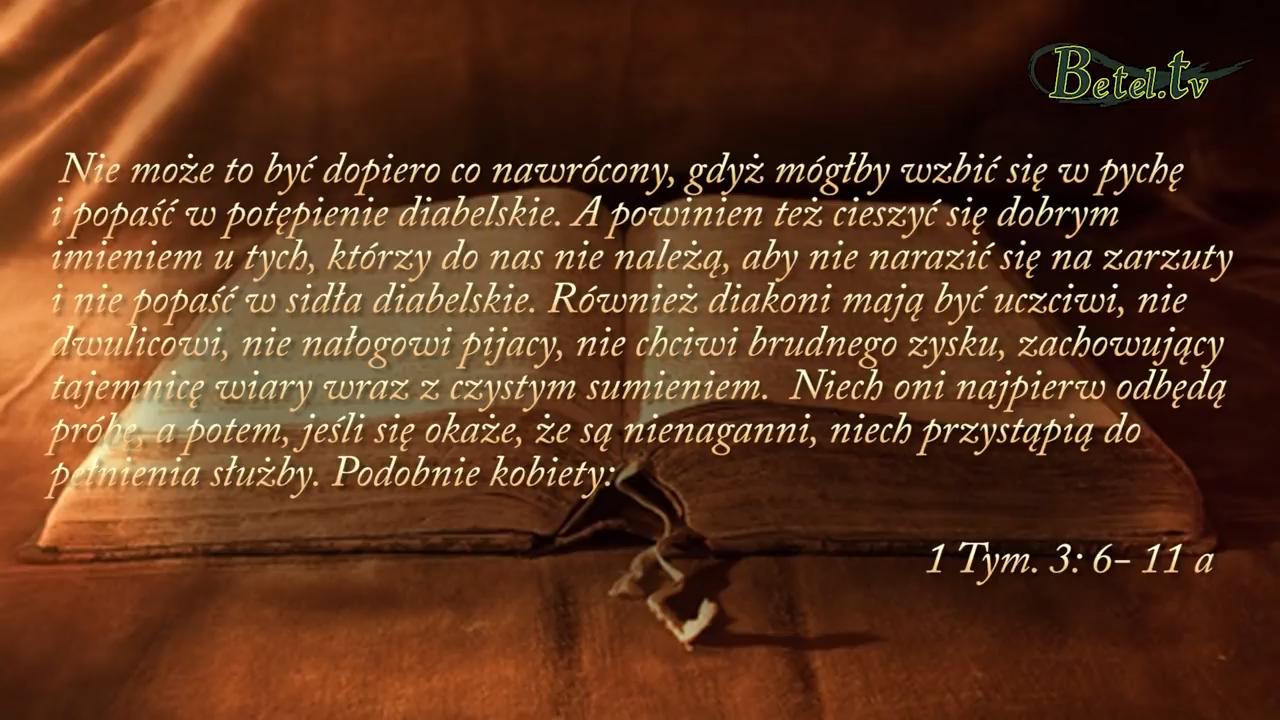 Betel.tv
Nie może to być dopiero co nawrócony, gdyż mógłby wzbić się w pychę
i popaść w potępienie diabelskie. A powinien też cieszyć się dobrym
imieniem u tych, którzy do nas nie należą, aby nie narazić się na zarzuty
i nie popaść w sidła diabelskie. Również diakoni mają być uczciwi, nie
dwulicowi, nie nałogowi pijacy, nie chciwi brudnego zysku, zachowujący
tajemnicę wiary wraz z czystym sumieniem. Niech oni najpierw odbędą
próbę, a potem, jeśli się okaże, że są nienaganni, niech przystąpią do
pełnienia służby. Podobnie kobiety:
1 Tym. 3: 6– 11 a